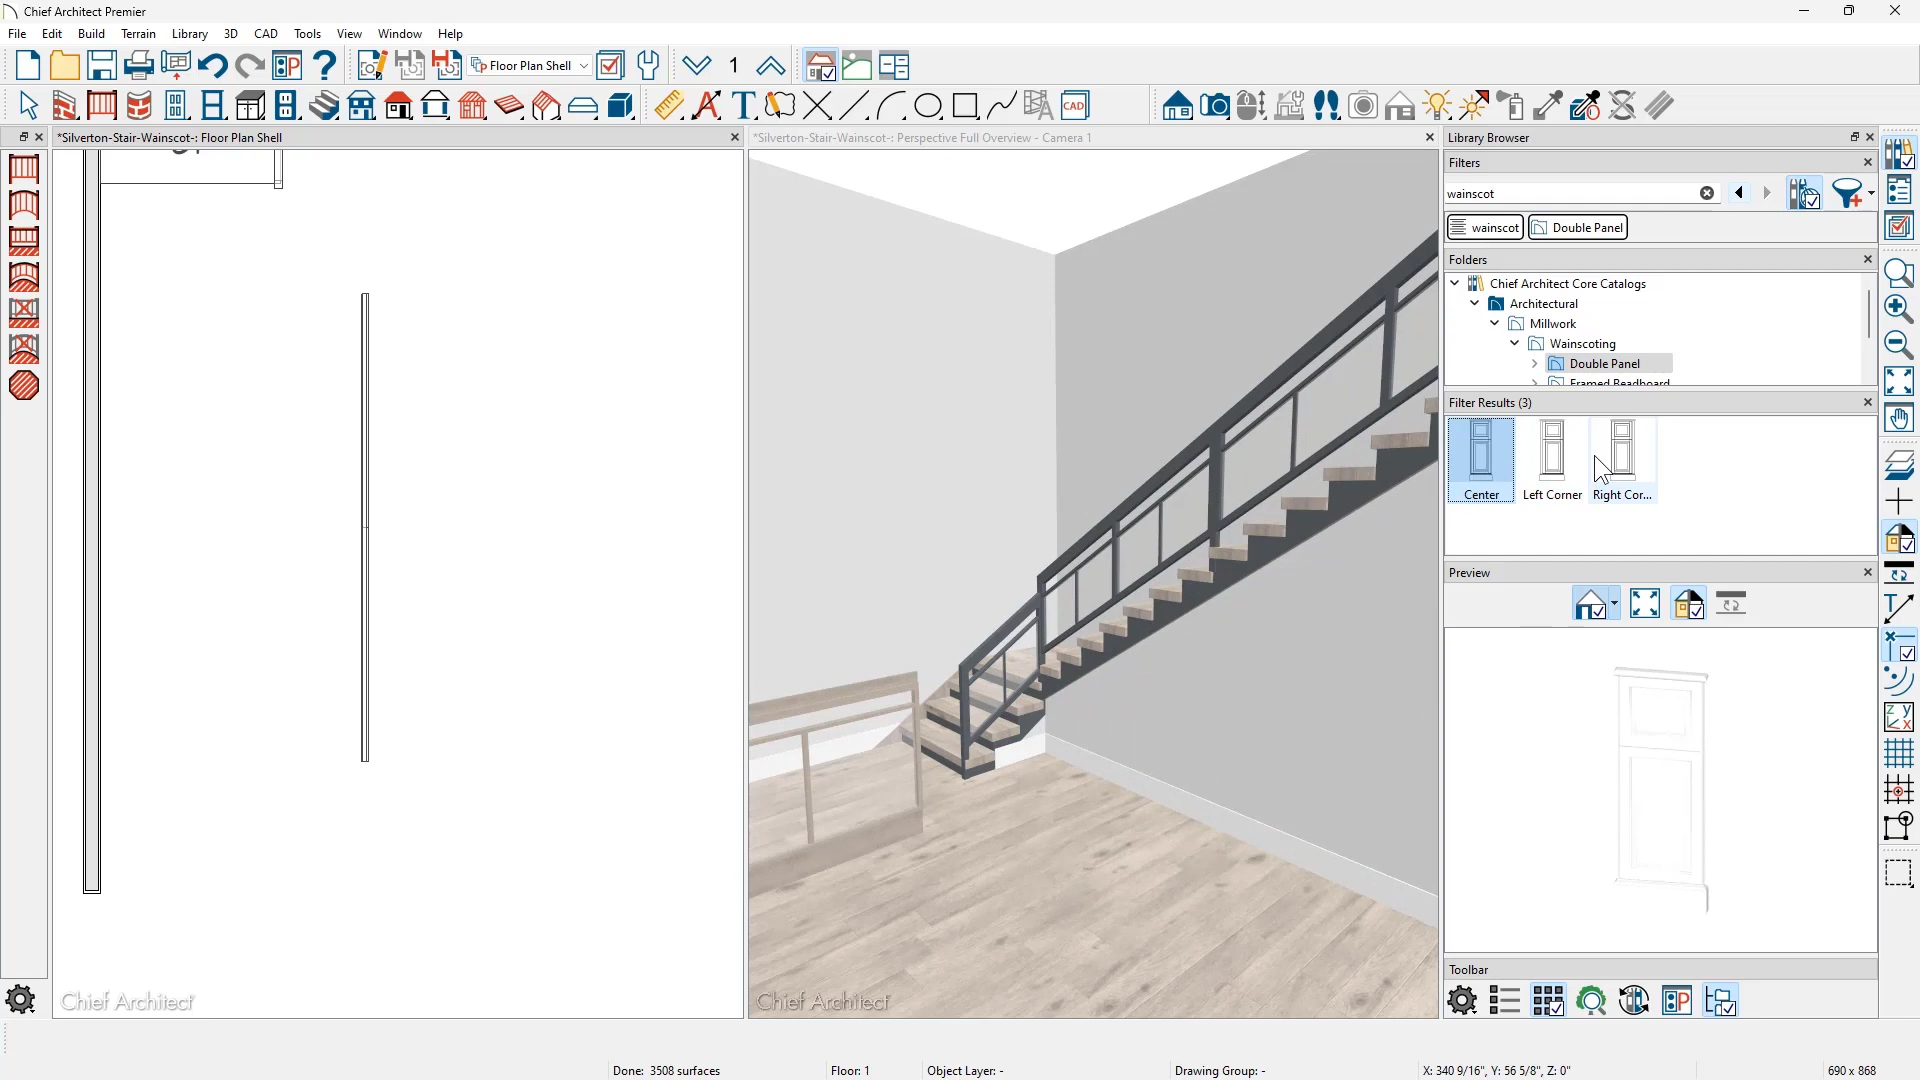 Chief Architect Premier
File Edit Build Terrain Library 3D CAD Tools View Window Help
Floor Plan Shell 1
*Silverton-Stair-Wainscot-: Floor Plan Shell
*Silverton-Stair-Wainscot-: Perspective Full Overview - Camera 1
Library Browser
Filters
wainscot
wainscot Double Panel
Folders
Chief Architect Core Catalogs
Architectural
Millwork
Wainscoting
Double Panel
Framed Beadboard
Filter Results (3)
Center Left Corner Right Cor...
Preview
Toolbar
Chief Architect
Chief Architect
Done: 3508 surfaces Floor: 1 Object Layer: - Drawing Group: - X: 340 9/16", Y: 56 5/8", Z: 0" 690 x 868